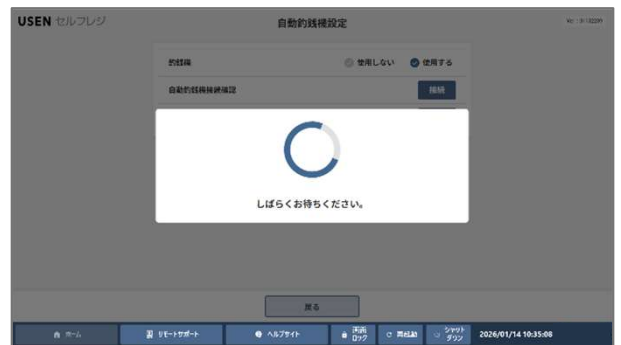 USEN セルフレジ
自動釣銭機設定
釣銭機
使用しない
使用する
自動釣銭機接続確認
接続
しばらくお待ちください。
戻る
ホーム
リモートサポート
ヘルプサイト
画面
ロック
再起動
シャット
ダウン
2026/01/14 10:35:08